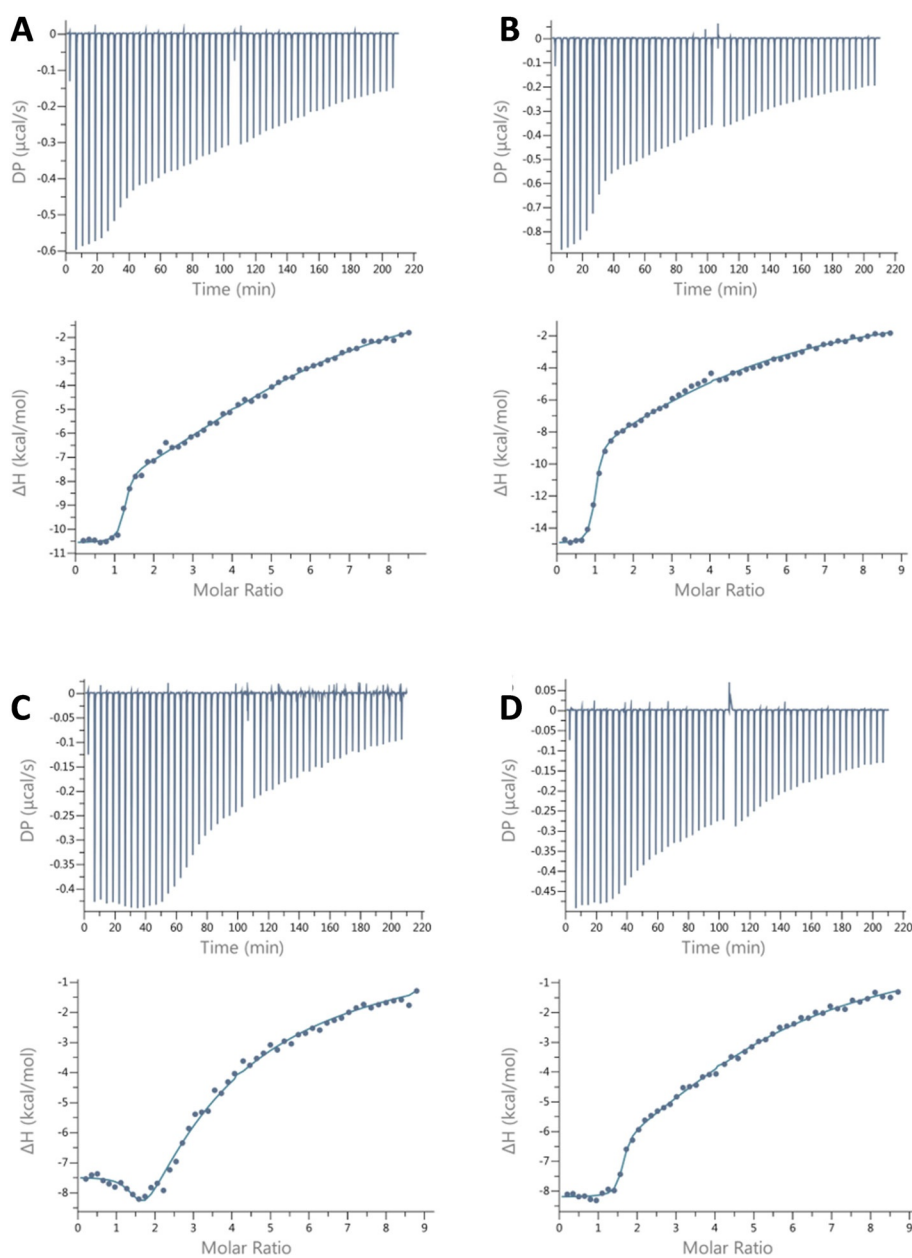 A
0
-0.1
-0.2
-0.3
-0.4
-0.5
-0.6
DP (µcal/s)
0 20 40 60 80 100 120 140 160 180 200 220
Time (min)
-2
-3
-4
-5
-6
-7
-8
-9
-10
-11
ΔH (kcal/mol)
0 1 2 3 4 5 6 7 8
Molar Ratio
B
0
-0.1
-0.2
-0.3
-0.4
-0.5
-0.6
-0.7
-0.8
DP (µcal/s)
0 20 40 60 80 100 120 140 160 180 200 220
Time (min)
-2
-4
-6
-8
-10
-12
-14
ΔH (kcal/mol)
0 1 2 3 4 5 6 7 8 9
Molar Ratio
C
0
-0.05
-0.1
-0.15
-0.2
-0.25
-0.3
-0.35
-0.4
DP (µcal/s)
0 20 40 60 80 100 120 140 160 180 200 220
Time (min)
-1
-2
-3
-4
-5
-6
-7
-8
ΔH (kcal/mol)
0 1 2 3 4 5 6 7 8 9
Molar Ratio
D
0.05
0
-0.05
-0.1
-0.15
-0.2
-0.25
-0.3
-0.35
-0.4
-0.45
DP (µcal/s)
0 20 40 60 80 100 120 140 160 180 200 220
Time (min)
-1
-2
-3
-4
-5
-6
-7
-8
ΔH (kcal/mol)
0 1 2 3 4 5 6 7 8 9
Molar Ratio